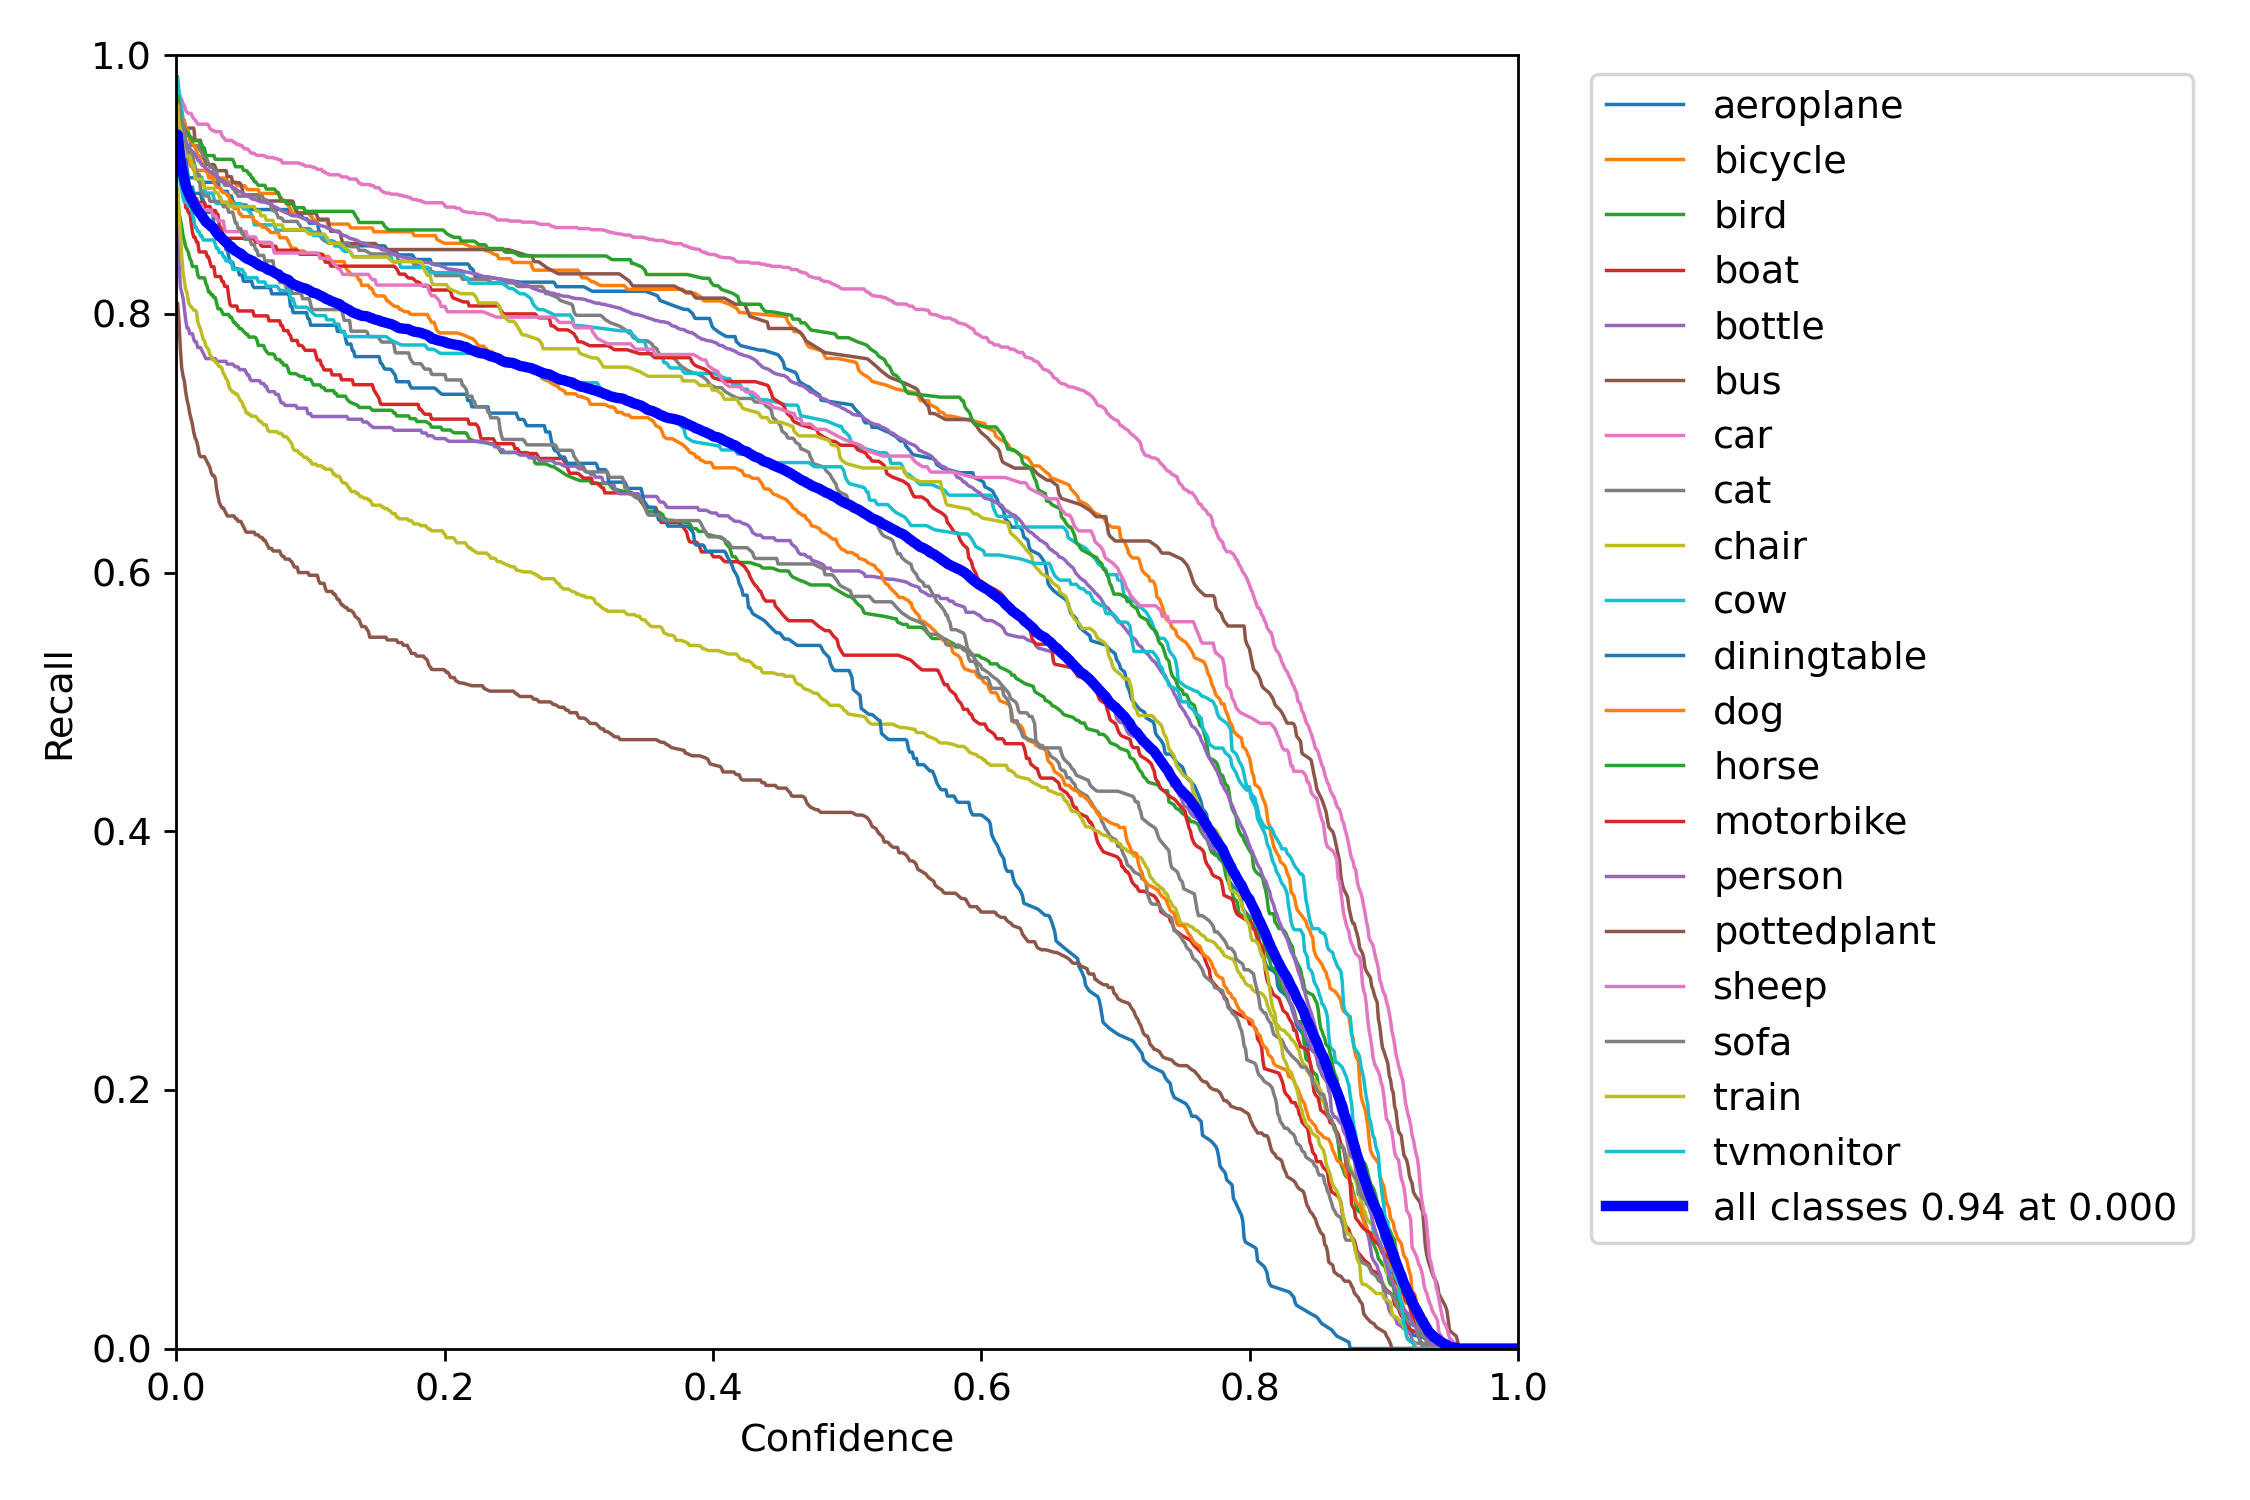 1.0
0.8
0.6
0.4
0.2
0.0
Recall
0.0 0.2 0.4 0.6 0.8 1.0
Confidence
aeroplane
bicycle
bird
boat
bottle
bus
car
cat
chair
cow
diningtable
dog
horse
motorbike
person
pottedplant
sheep
sofa
train
tvmonitor
all classes 0.94 at 0.000